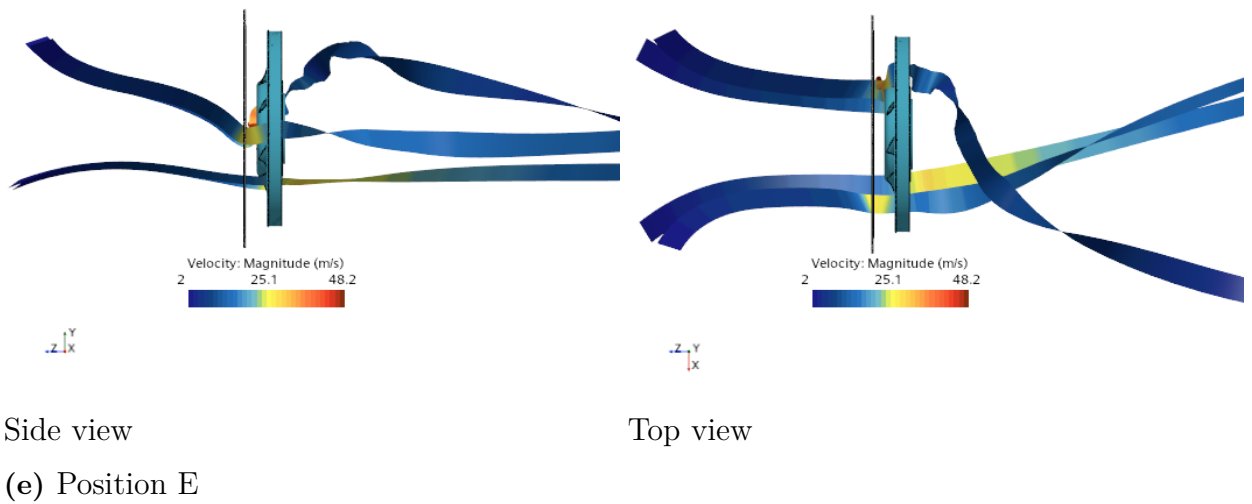 Velocity: Magnitude (m/s)
2 25.1 48.2
Y
Z X
Velocity: Magnitude (m/s)
2 25.1 48.2
Z Y
X
Side view
Top view
(e) Position E